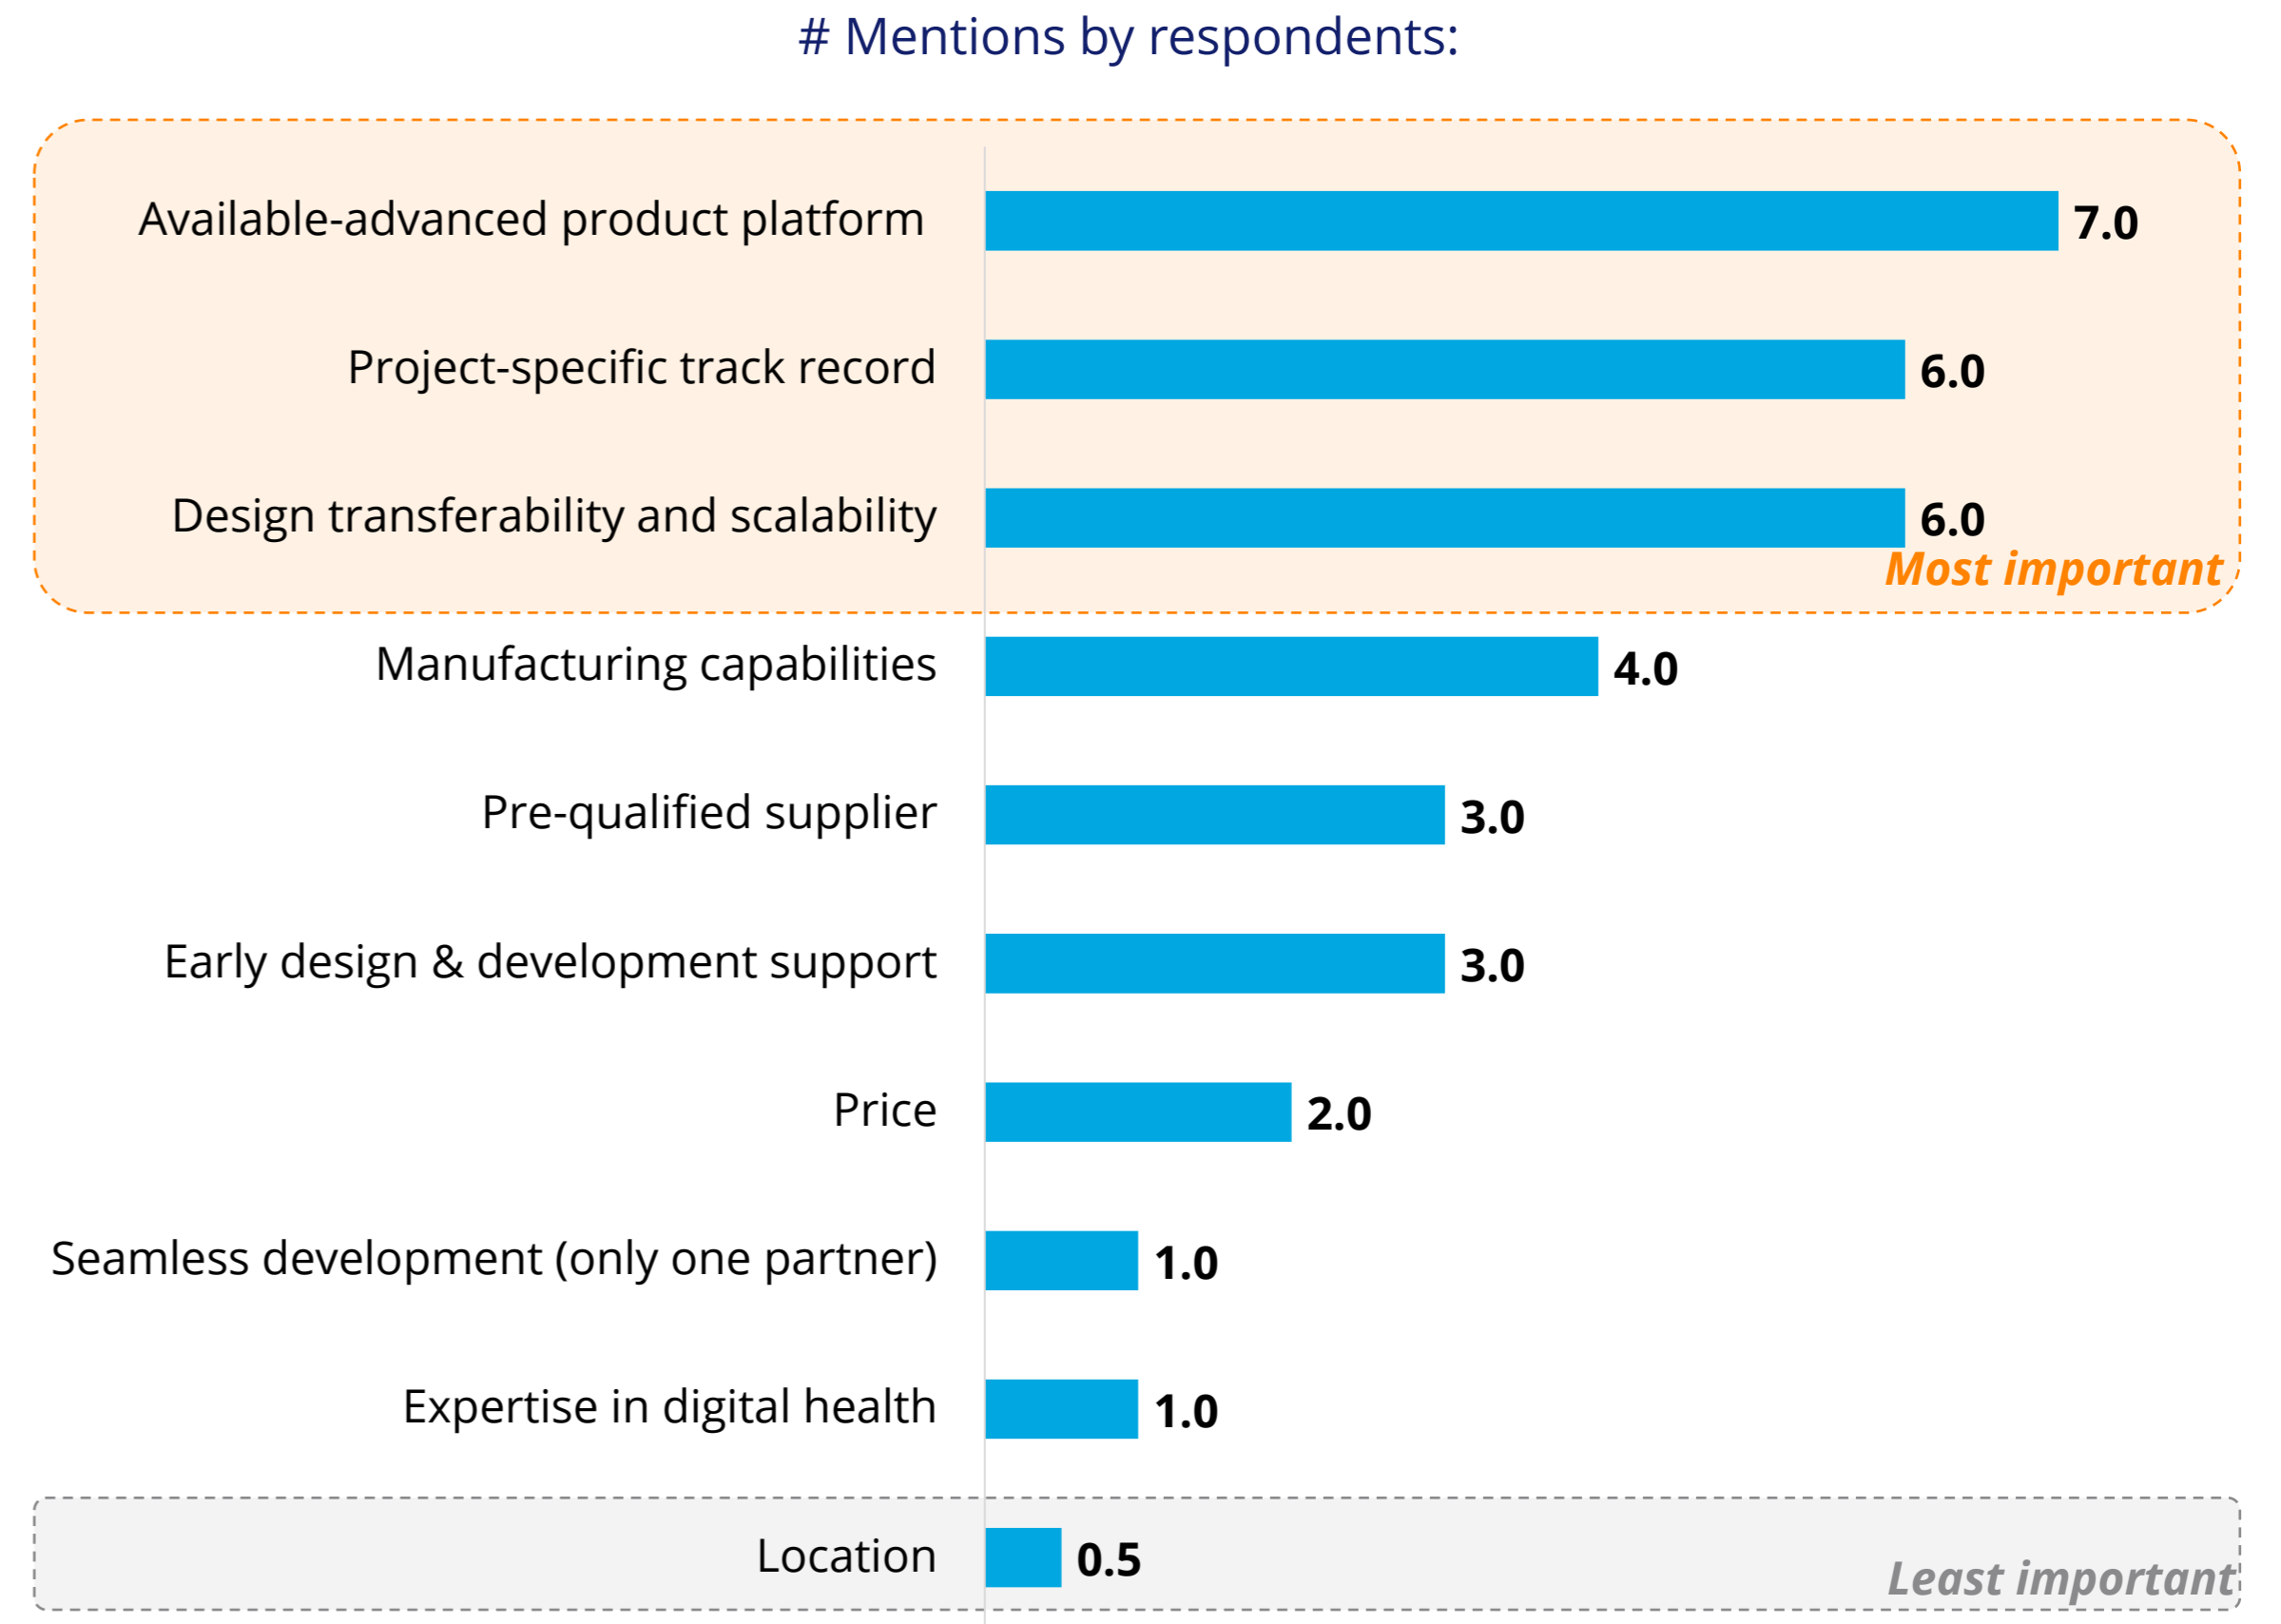 # Mentions by respondents:
Available-advanced product platform 7.0
Project-specific track record 6.0
Design transferability and scalability 6.0
Most important
Manufacturing capabilities 4.0
Pre-qualified supplier 3.0
Early design & development support 3.0
Price 2.0
Seamless development (only one partner) 1.0
Expertise in digital health 1.0
Location 0.5
Least important